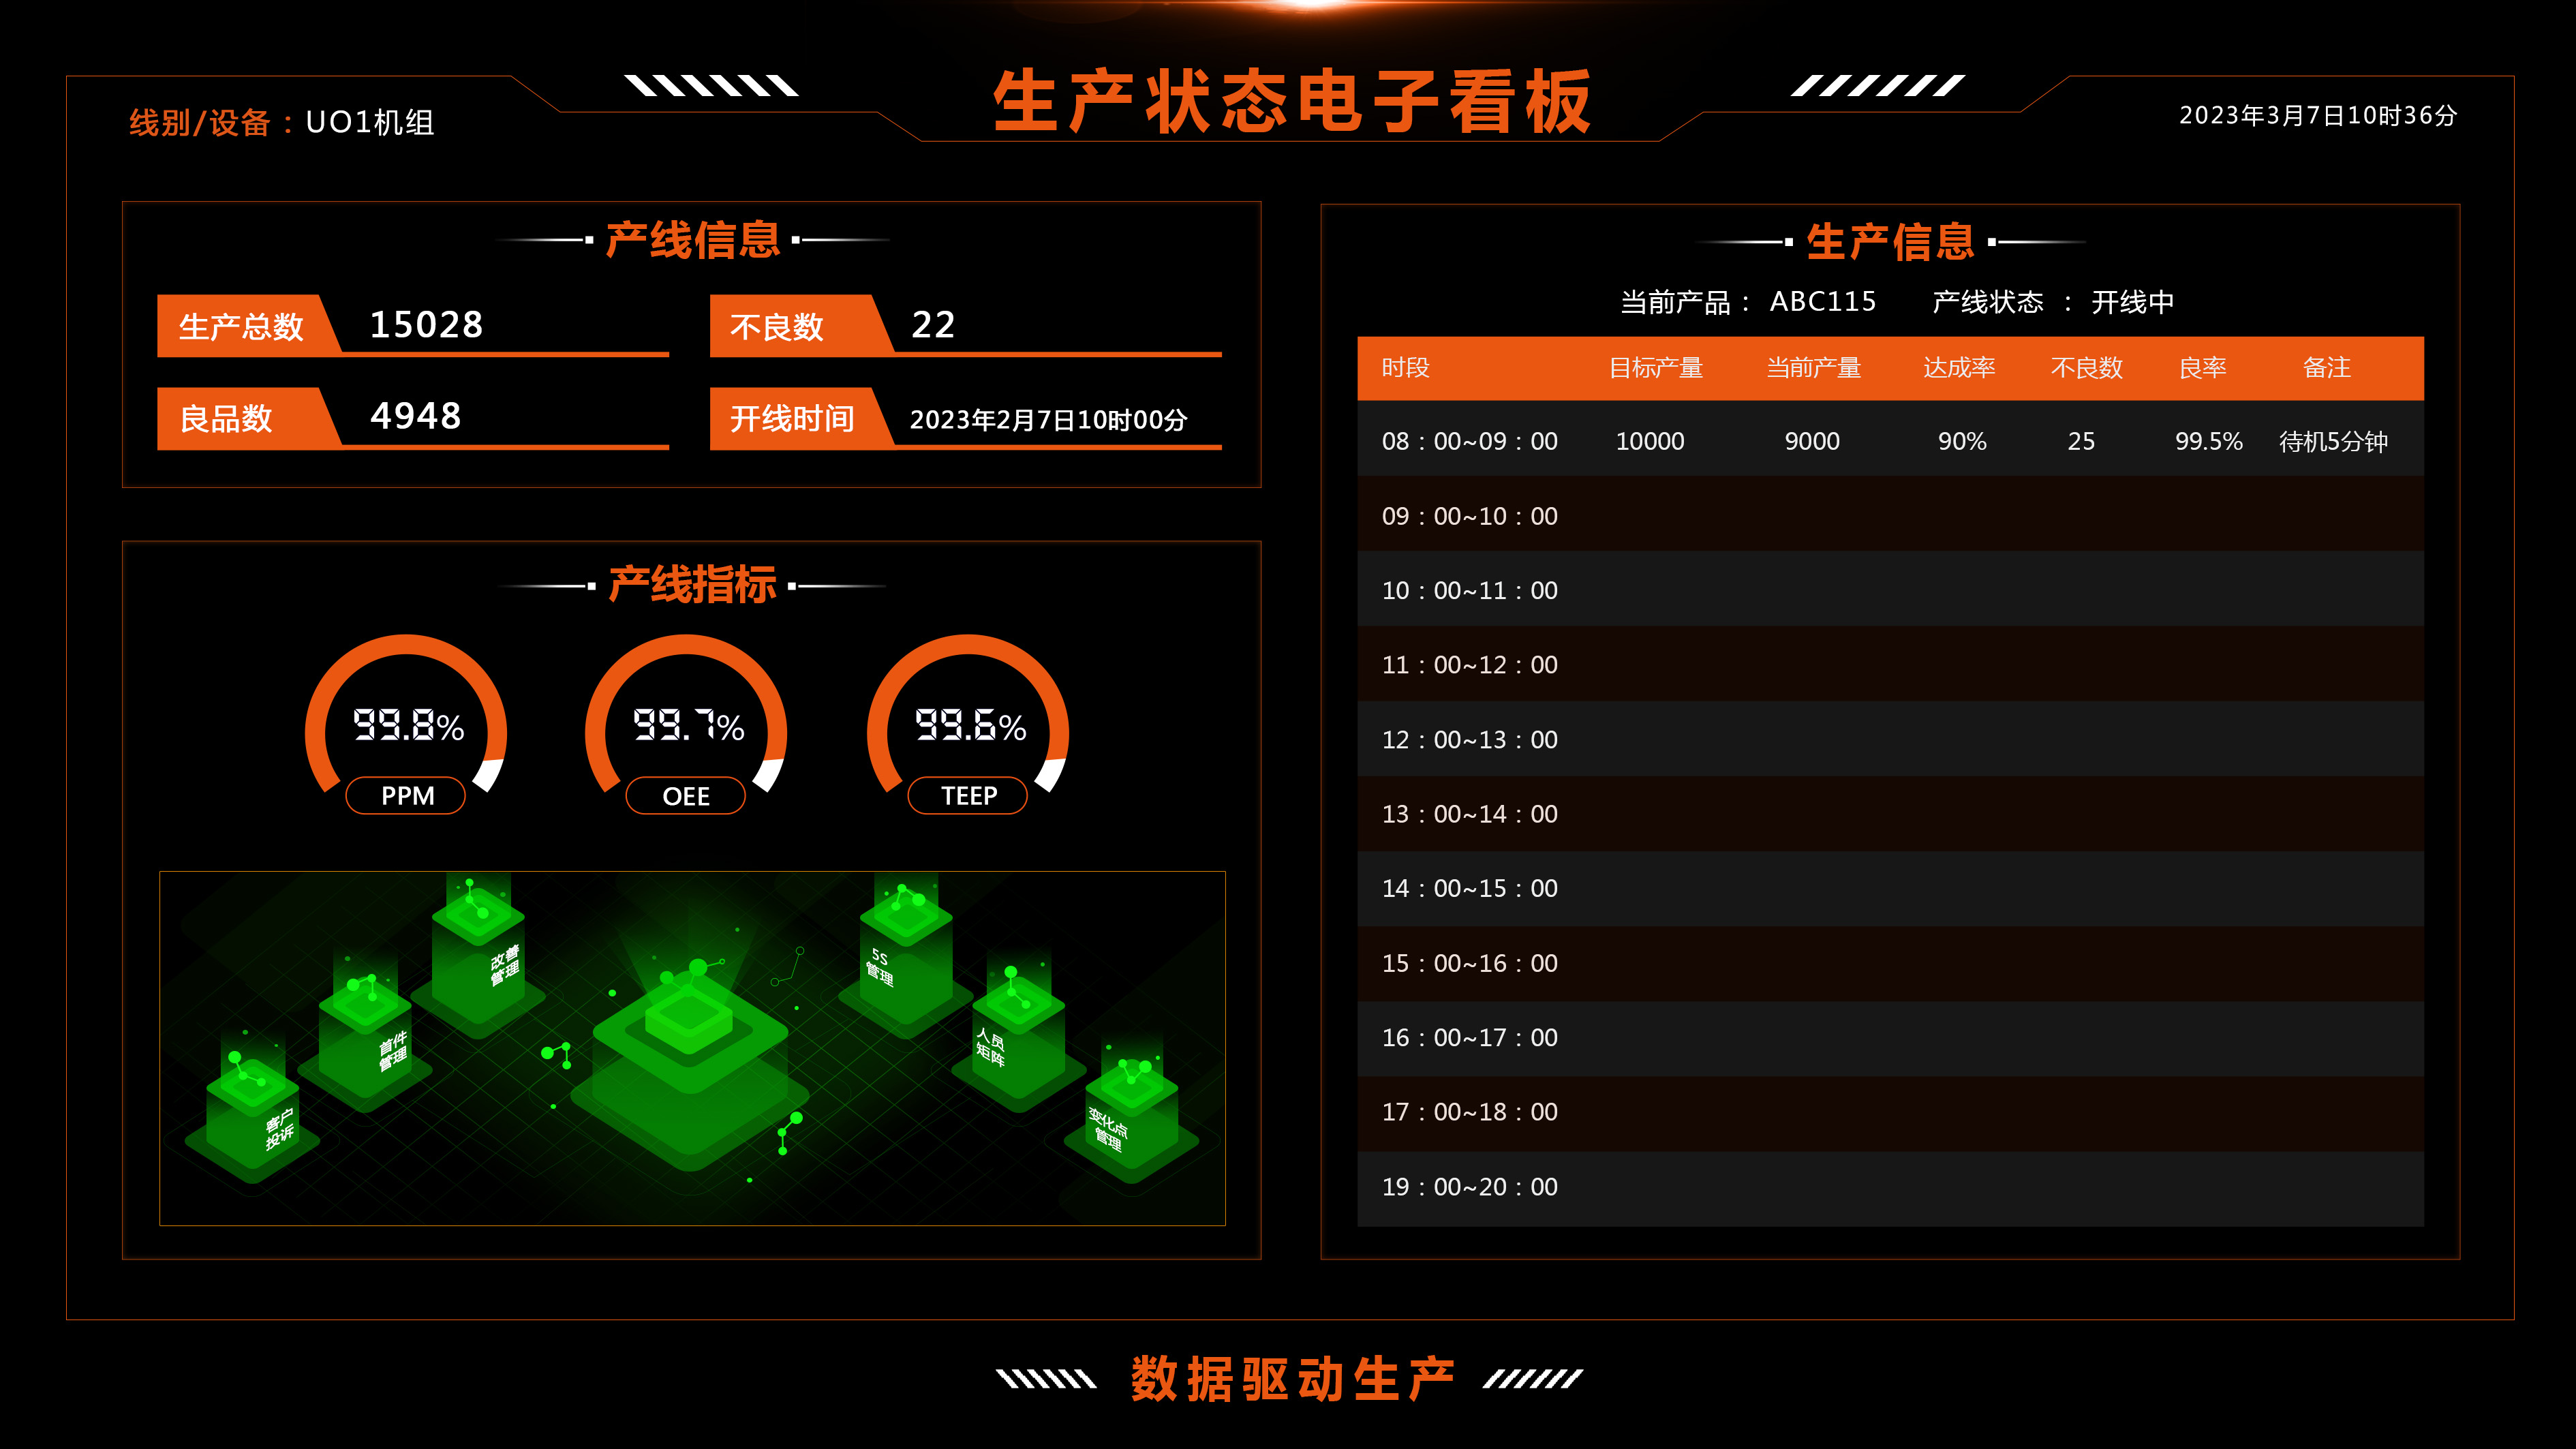 生产状态电子看板
线别/设备：UO1机组
2023年3月7日10时36分
产线信息
生产总数 15028
不良数 22
良品数 4948
开线时间 2023年2月7日10时00分
产线指标
99.8% 99.7% 99.6%
PPM OEE TEEP
改善
管理
首件
管理
客户
投诉
5S
管理
人员
矩阵
变化点
管理
生产信息
当前产品： ABC115 产线状态 ： 开线中
时段 目标产量 当前产量 达成率 不良数 良率 备注
08：00~09：00 10000 9000 90% 25 99.5% 待机5分钟
09：00~10：00
10：00~11：00
11：00~12：00
12：00~13：00
13：00~14：00
14：00~15：00
15：00~16：00
16：00~17：00
17：00~18：00
19：00~20：00
数据驱动生产